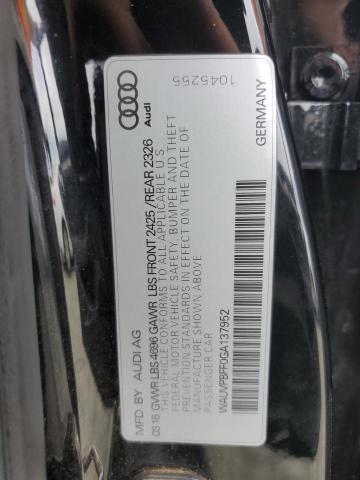 Audi
1045255
GERMANY
MFD BY AUDI AG
03 16 GVWR LBS 4696 GAWR LBS FRONT 2425/REAR 2326
THIS VEHICLE CONFORMS TO ALL APPLICABLE U S
FEDERAL MOTOR VEHICLE SAFETY, BUMPER AND THEFT
PREVENTION STANDARDS IN EFFECT ON THE DATE OF
MANUFACTURE SHOWN ABOVE
PASSENGER CAR
WAUVPBFF0GA137952